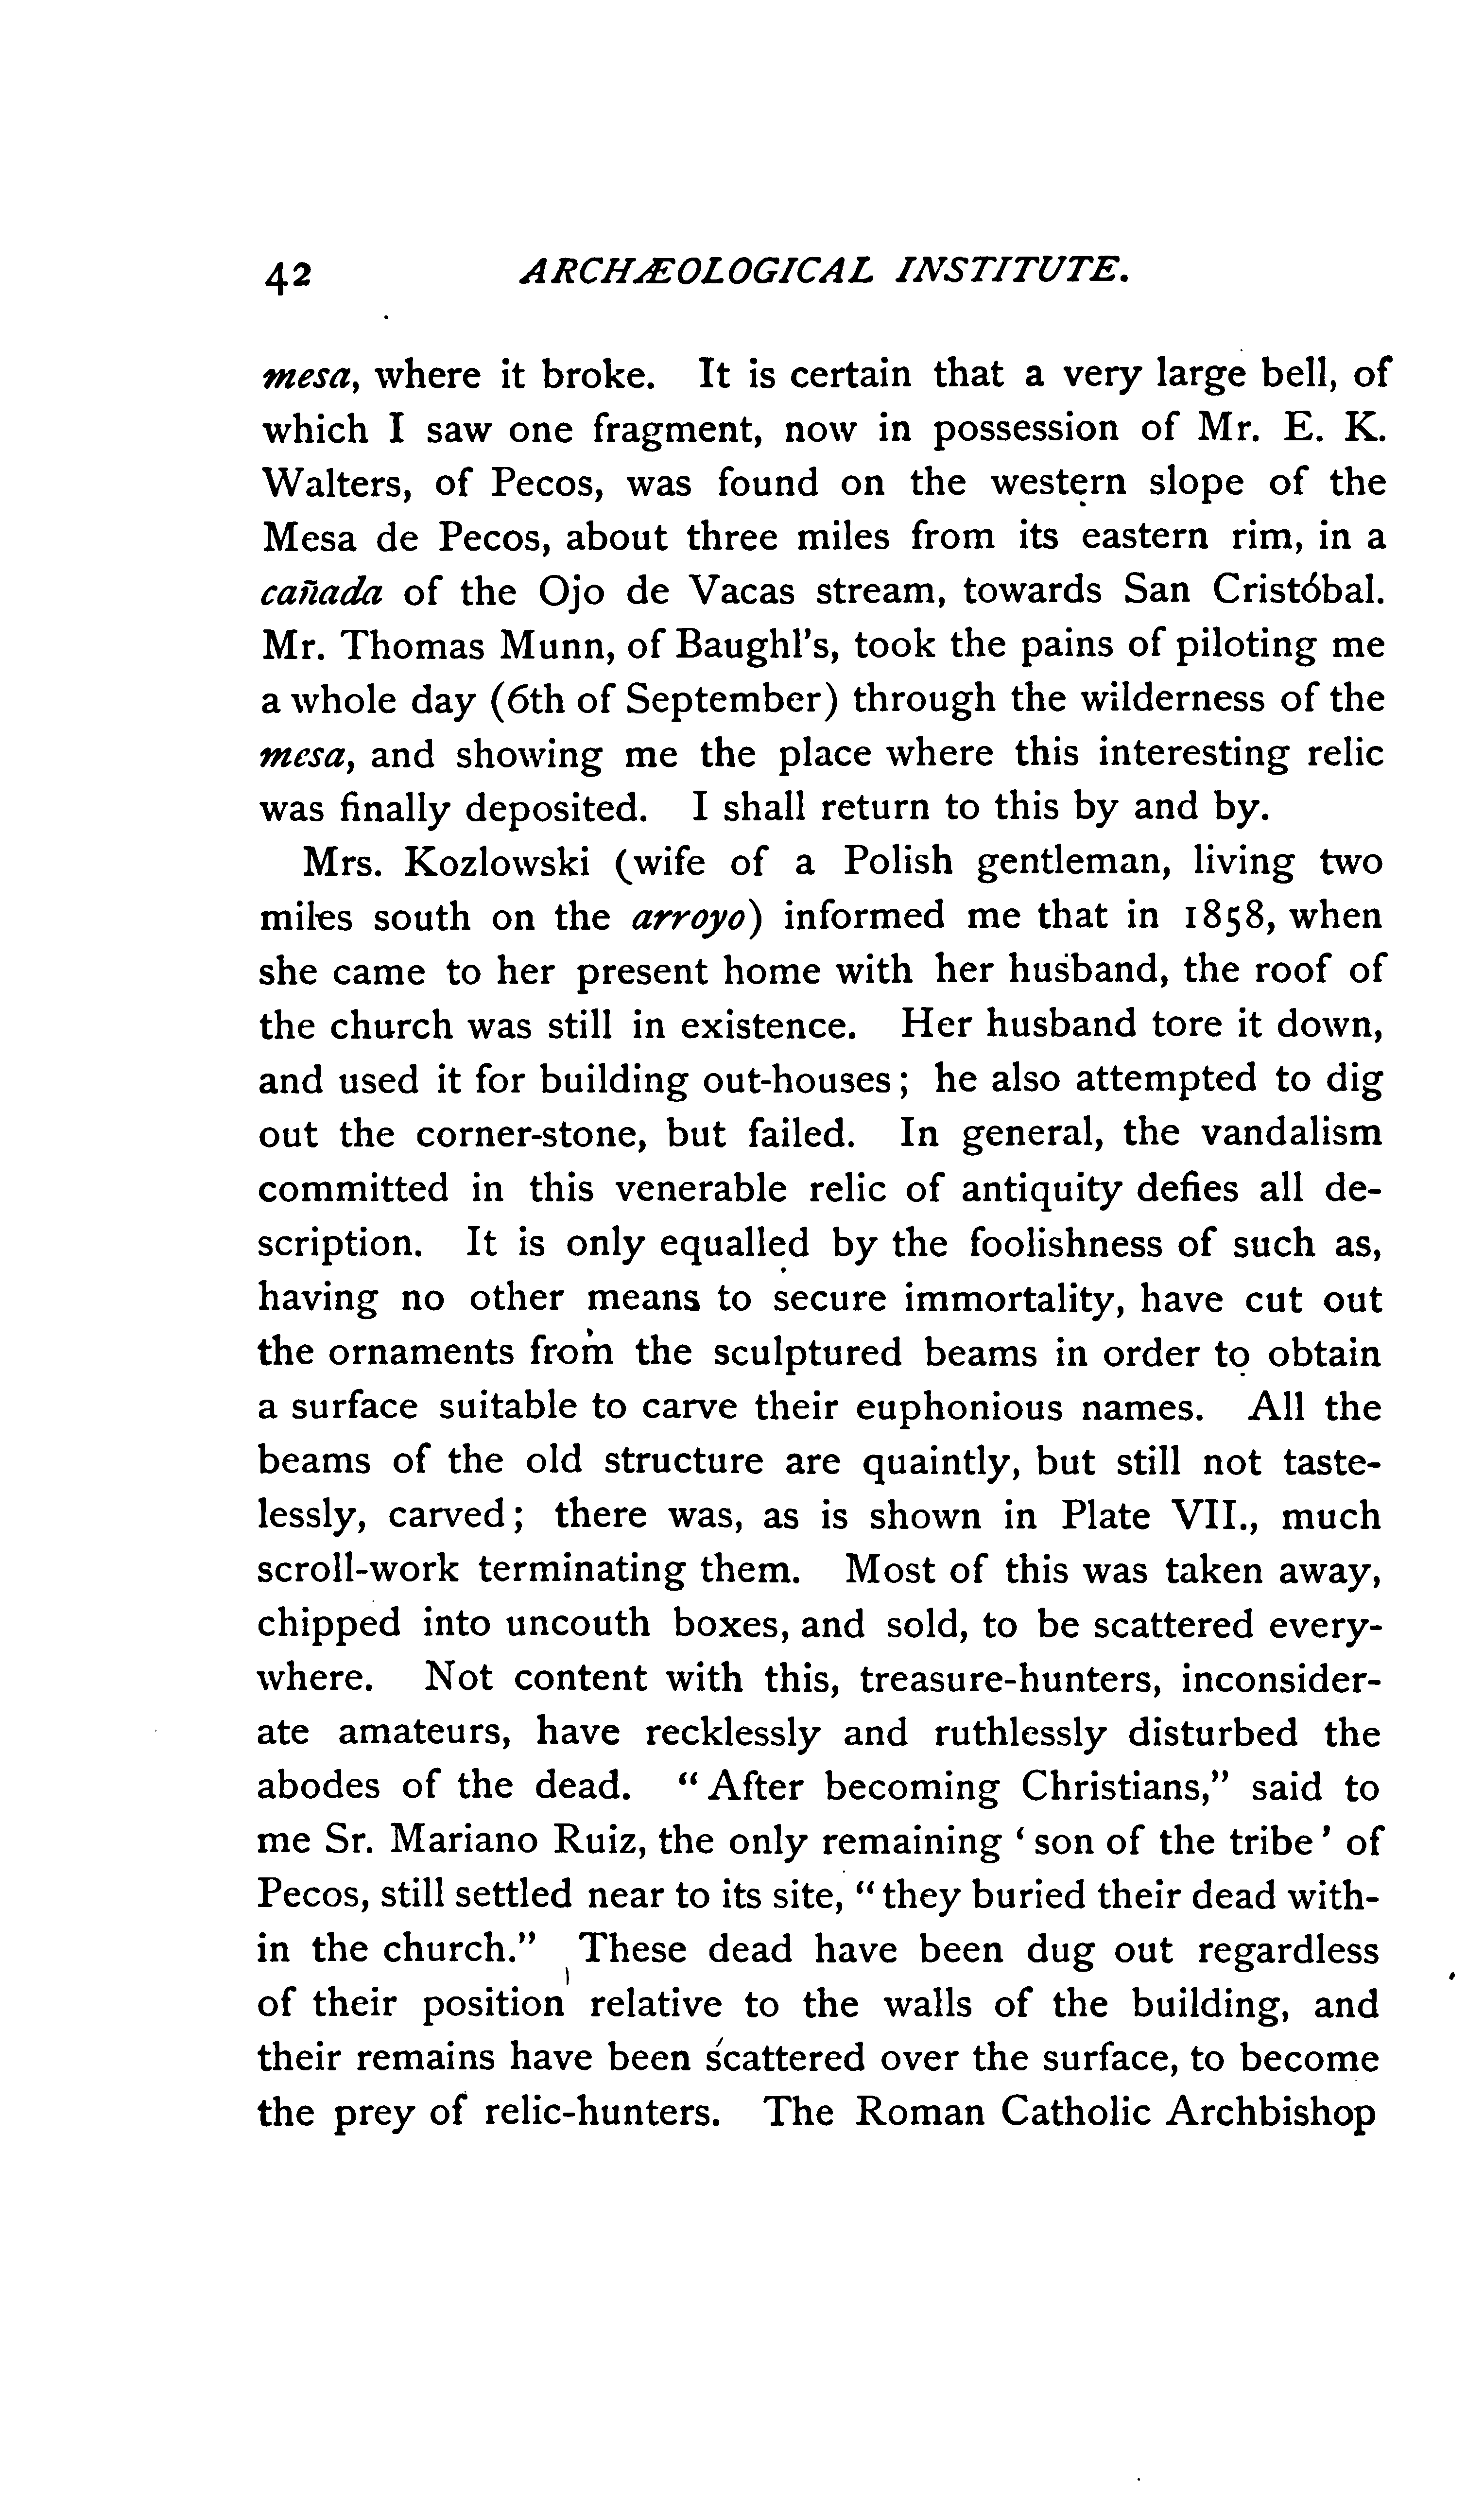 42 ARCHÆOLOGICAL INSTITUTE.
mesa, where it broke. It is certain that a very large bell, of
which I saw one fragment, now in possession of Mr. E. K.
Walters, of Pecos, was found on the western slope of the
Mesa de Pecos, about three miles from its eastern rim, in a
cañada of the Ojo de Vacas stream, towards San Cristóbal.
Mr. Thomas Munn, of Baughl's, took the pains of piloting me
a whole day (6th of September) through the wilderness of the
mesa, and showing me the place where this interesting relic
was finally deposited. I shall return to this by and by.
Mrs. Kozlowski (wife of a Polish gentleman, living two
miles south on the arroyo) informed me that in 1858, when
she came to her present home with her husband, the roof of
the church was still in existence. Her husband tore it down,
and used it for building out-houses; he also attempted to dig
out the corner-stone, but failed. In general, the vandalism
committed in this venerable relic of antiquity defies all de-
scription. It is only equalled by the foolishness of such as,
having no other means to secure immortality, have cut out
the ornaments from the sculptured beams in order to obtain
a surface suitable to carve their euphonious names. All the
beams of the old structure are quaintly, but still not taste-
lessly, carved; there was, as is shown in Plate VII., much
scroll-work terminating them. Most of this was taken away,
chipped into uncouth boxes, and sold, to be scattered every-
where. Not content with this, treasure-hunters, inconsider-
ate amateurs, have recklessly and ruthlessly disturbed the
abodes of the dead. "After becoming Christians," said to
me Sr. Mariano Ruiz, the only remaining 'son of the tribe' of
Pecos, still settled near to its site, "they buried their dead with-
in the church." These dead have been dug out regardless
of their position relative to the walls of the building, and
their remains have been scattered over the surface, to become
the prey of relic-hunters. The Roman Catholic Archbishop